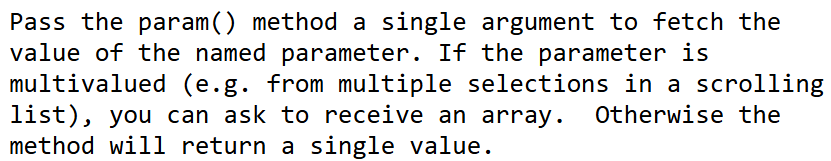 Pass the param() method a single argument to fetch the
value of the named parameter. If the parameter is
multivalued (e.g. from multiple selections in a scrolling
list), you can ask to receive an array.  Otherwise the
method will return a single value.